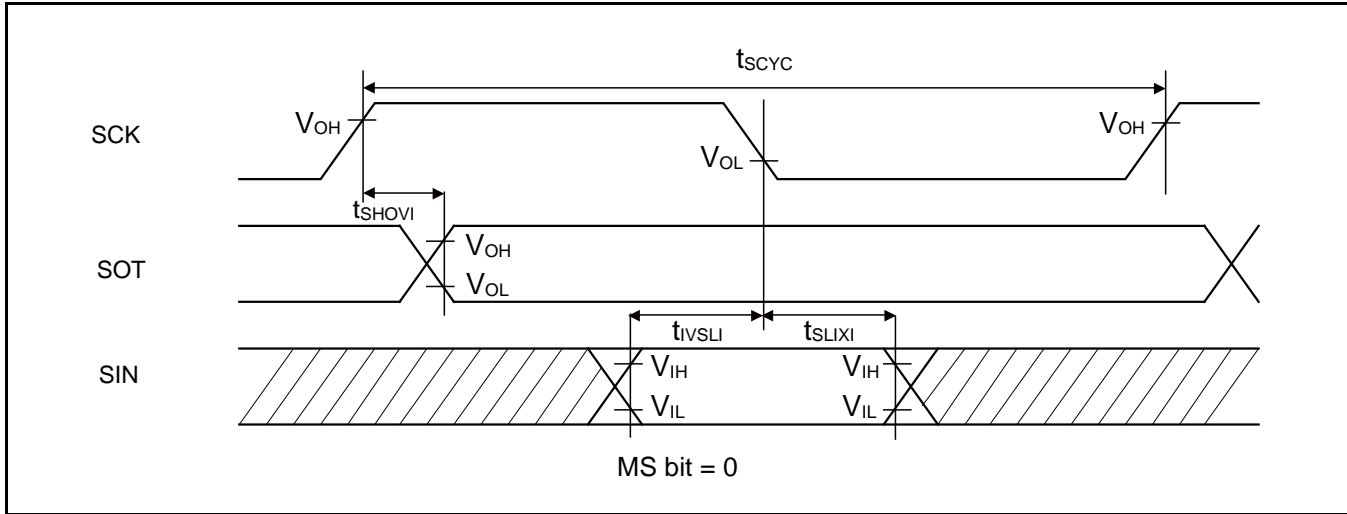 tSCYC
SCK
VOH
VOL
VOH
tSHOVI
SOT
VOH
VOL
tIVSLI
tSLIXI
SIN
VIH
VIH
VIL
VIL
MS bit = 0